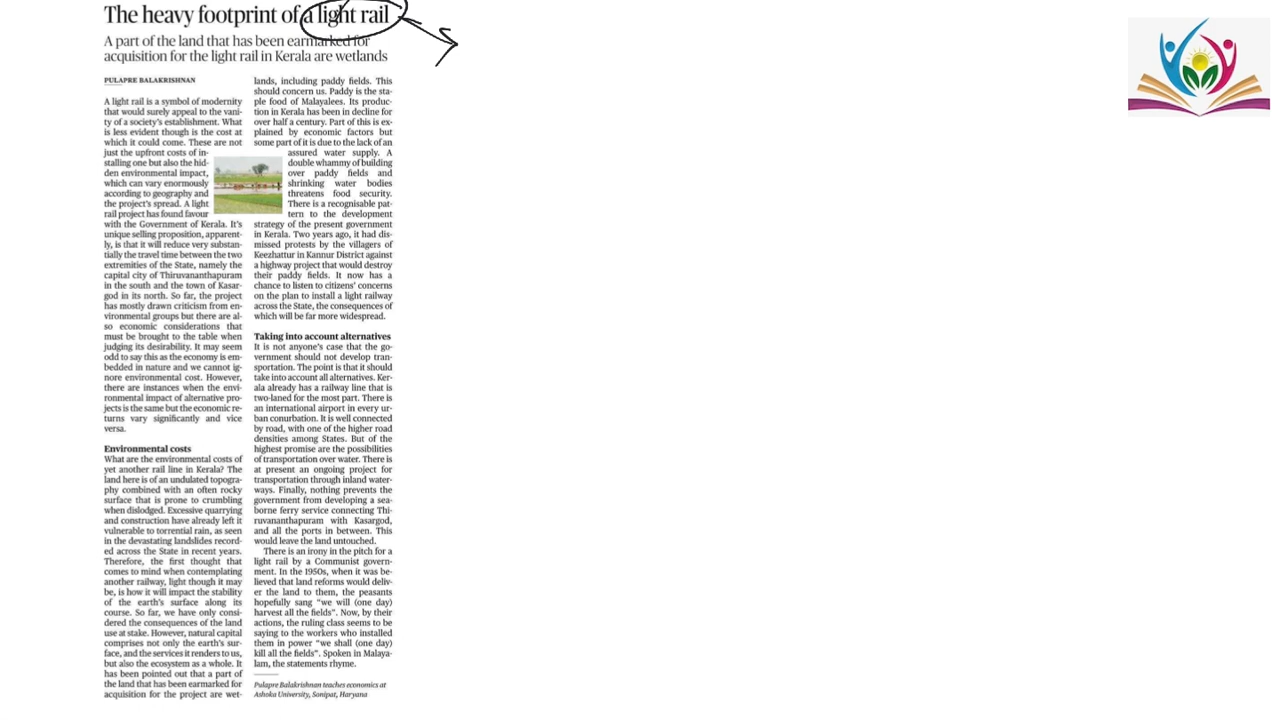 The heavy footprint of a light rail
A part of the land that has been earmarked for
acquisition for the light rail in Kerala are wetlands
PULAPRE BALAKRISHNAN
A light rail is a symbol of modernity
that would surely appeal to the vani-
ty of a society's establishment. What
is less evident though is the cost at
which it could come. These are not
just the upfront costs of in-
stalling one but also the hid-
den environmental impact,
which can vary enormously
according to geography and
the project's spread. A light
rail project has found favour
with the Government of Kerala. It's
unique selling proposition, apparent-
ly, is that it will reduce very substan-
tially the travel time between the two
extremities of the State, namely the
capital city of Thiruvananthapuram
in the south and the town of Kasar-
god in its north. So far, the project
has mostly drawn criticism from en-
vironmental groups but there are al-
so economic considerations that
must be brought to the table when
judging its desirability. It may seem
odd to say this as the economy is em-
bedded in nature and we cannot ig-
nore environmental cost. However,
there are instances when the envi-
ronmental impact of alternative pro-
jects is the same but the economic re-
turns vary significantly and vice
versa.
Environmental costs
What are the environmental costs of
yet another rail line in Kerala? The
land here is of an undulated topogra-
phy combined with an often rocky
surface that is prone to crumbling
when dislodged. Excessive quarrying
and construction have already left it
vulnerable to torrential rain, as seen
in the devastating landslides record-
ed across the State in recent years.
Therefore, the first thought that
comes to mind when contemplating
another railway, light though it may
be, is how it will impact the stability
of the earth's surface along its
course. So far, we have only consi-
dered the consequences of the land
use at stake. However, natural capital
comprises not only the earth's sur-
face, and the services it renders to us,
but also the ecosystem as a whole. It
has been pointed out that a part of
the land that has been earmarked for
acquisition for the project are wet-
lands, including paddy fields. This
should concern us. Paddy is the sta-
ple food of Malayalees. Its produc-
tion in Kerala has been in decline for
over half a century. Part of this is ex-
plained by economic factors but
some part of it is due to the lack of an
assured water supply. A
double whammy of building
over paddy fields and
shrinking water bodies
threatens food security.
There is a recognisable pat-
tern to the development
strategy of the present government
in Kerala. Two years ago, it had dis-
missed protests by the villagers of
Keezhattur in Kannur District against
a highway project that would destroy
their paddy fields. It now has a
chance to listen to citizens' concerns
on the plan to install a light railway
across the State, the consequences of
which will be far more widespread.
Taking into account alternatives
It is not anyone's case that the go-
vernment should not develop tran-
sportation. The point is that it should
take into account all alternatives. Ker-
ala already has a railway line that is
two-laned for the most part. There is
an international airport in every ur-
ban conurbation. It is well connected
by road, with one of the higher road
densities among States. But of the
highest promise are the possibilities
of transportation over water. There is
at present an ongoing project for
transportation through inland water-
ways. Finally, nothing prevents the
government from developing a sea-
borne ferry service connecting Thi-
ruvananthapuram with Kasargod,
and all the ports in between. This
would leave the land untouched.
There is an irony in the pitch for a
light rail by a Communist govern-
ment. In the 1950s, when it was be-
lieved that land reforms would deliv-
er the land to them, the peasants
hopefully sang "we will (one day)
harvest all the fields". Now, by their
actions, the ruling class seems to be
saying to the workers who installed
them in power "we shall (one day)
kill all the fields". Spoken in Malaya-
lam, the statements rhyme.
Pulapre Balakrishnan teaches economics at
Ashoka University, Sonipat, Haryana